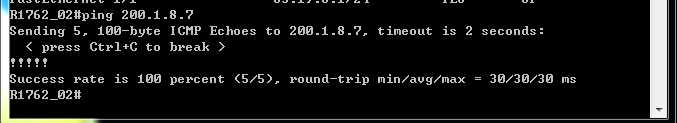 R1762_02#ping 200.1.8.7
Sending 5, 100-byte ICMP Echoes to 200.1.8.7, timeout is 2 seconds:
  < press Ctrl+C to break >
!!!!!
Success rate is 100 percent (5/5), round-trip min/avg/max = 30/30/30 ms
R1762_02#